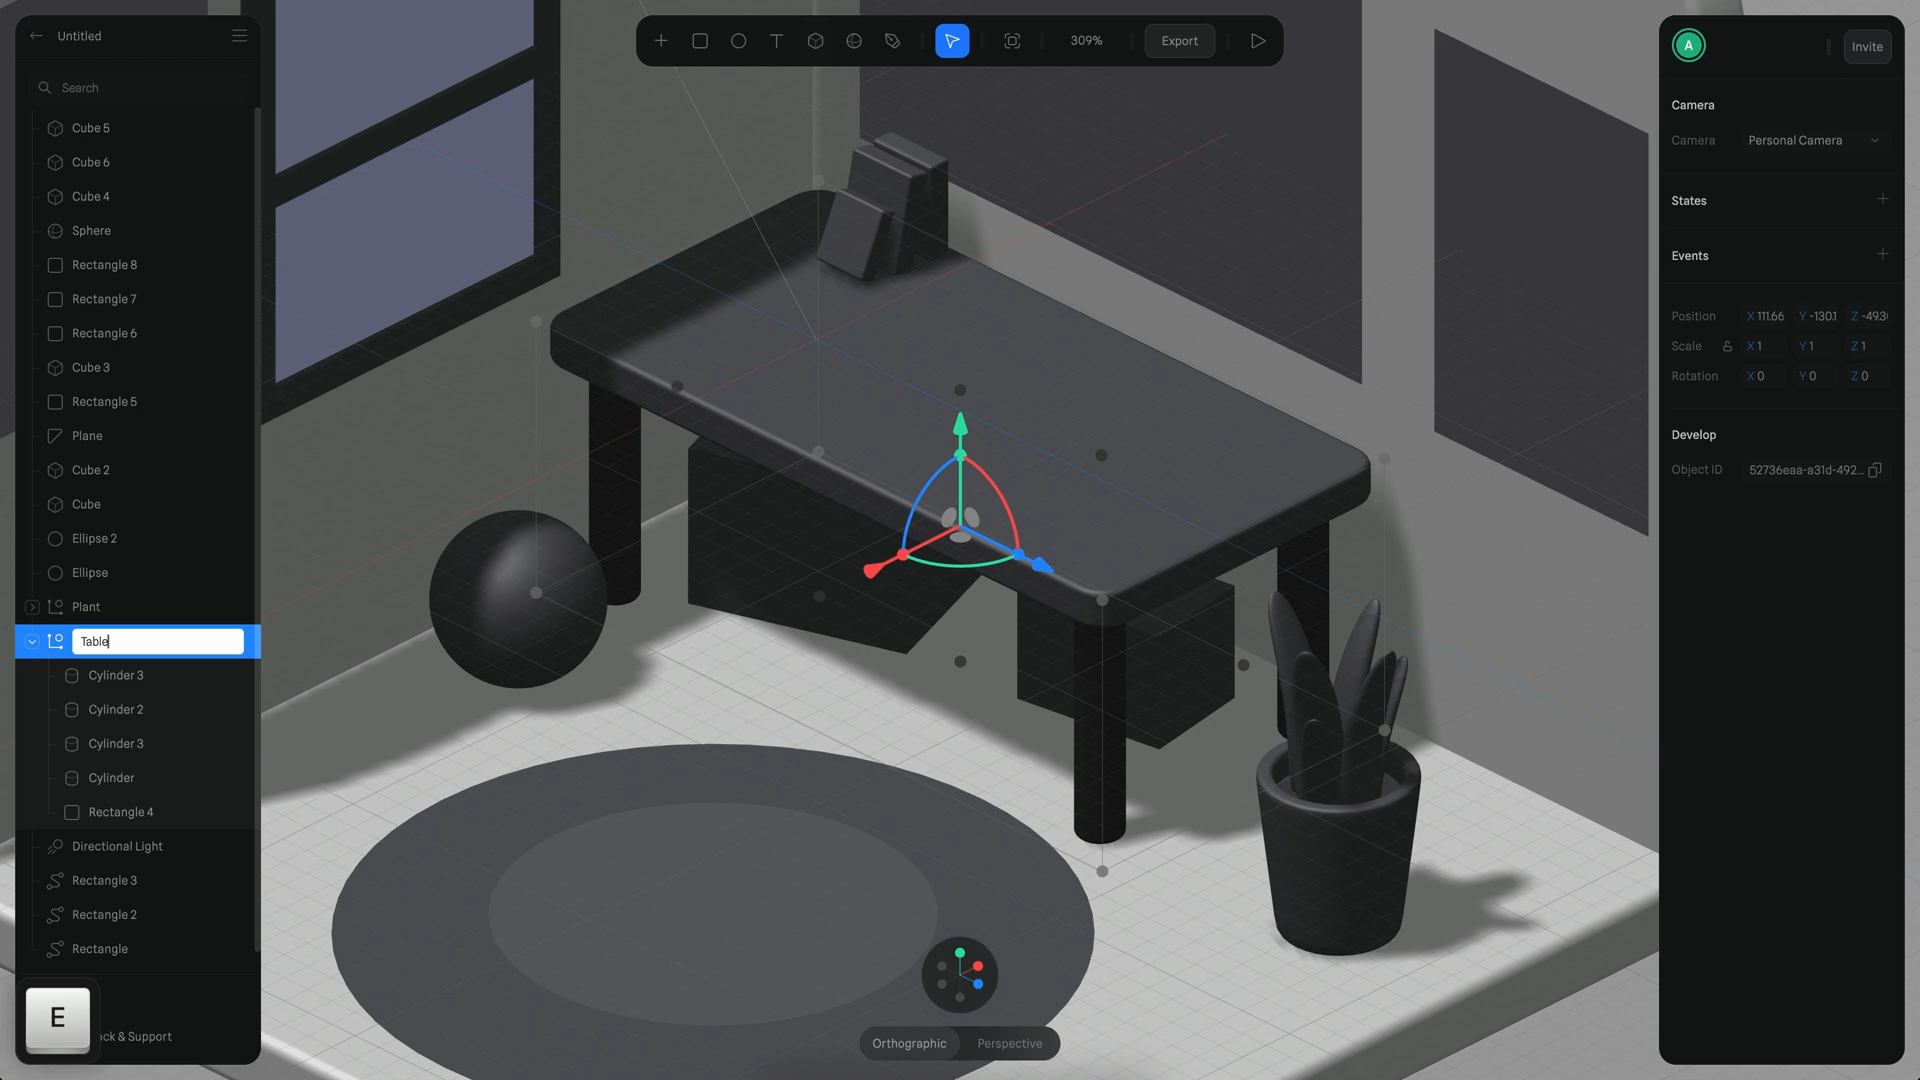 Untitled
309%
Export
A
Invite
Search
Cube 5
Cube 6
Cube 4
Sphere
Rectangle 8
Rectangle 7
Rectangle 6
Cube 3
Rectangle 5
Plane
Cube 2
Cube
Ellipse 2
Ellipse
Plant
Table
Cylinder 3
Cylinder 2
Cylinder 3
Cylinder
Rectangle 4
Directional Light
Rectangle 3
Rectangle 2
Rectangle
E
ck & Support
Orthographic
Perspective
Camera
Camera Personal Camera
States
Events
Position X 111.66 Y -130.1 Z -49.3
Scale X 1 Y 1 Z 1
Rotation X 0 Y 0 Z 0
Develop
Object ID 52736eaa-a31d-492...